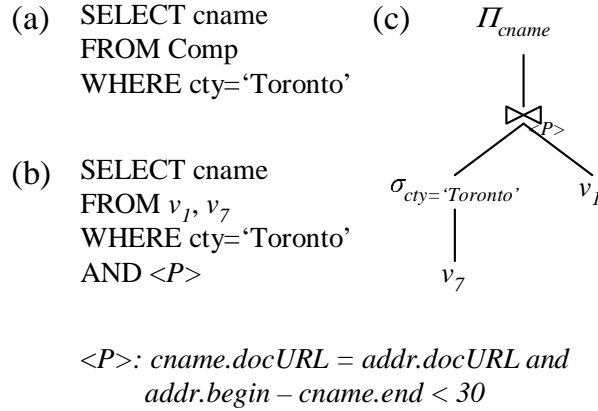 (a) SELECT cname
FROM Comp
WHERE cty=‘Toronto’
(b) SELECT cname
FROM v1, v7
WHERE cty=‘Toronto’
AND <P>
(c) Πcname
<P>
σcty=‘Toronto’ v1
v7
<P>: cname.docURL = addr.docURL and
addr.begin – cname.end < 30